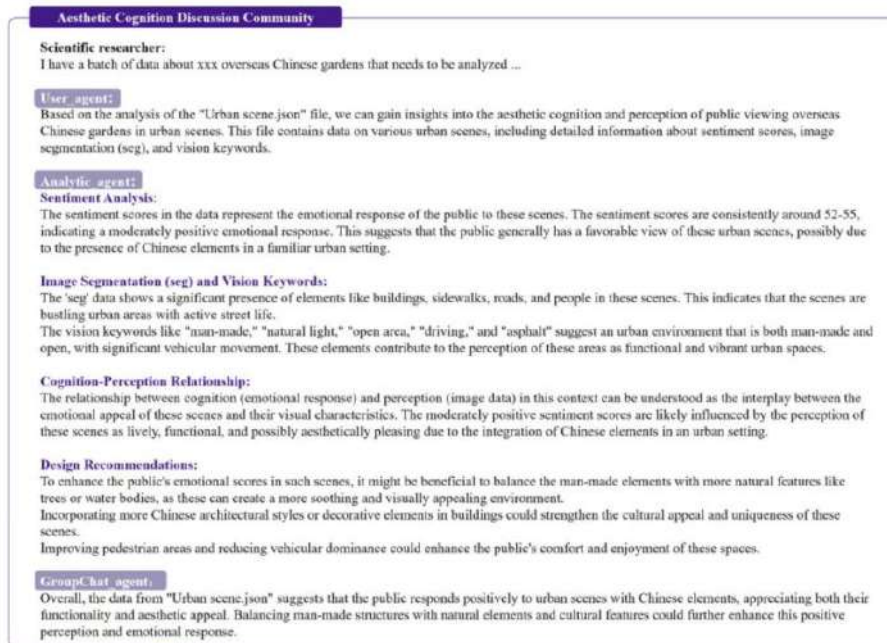 Aesthetic Cognition Discussion Community
Scientific researcher:
I have a batch of data about xxx overseas Chinese gardens that needs to be analyzed ...
User_agent:
Based on the analysis of the "Urban scene.json" file, we can gain insights into the aesthetic cognition and perception of public viewing overseas
Chinese gardens in urban scenes. This file contains data on various urban scenes, including detailed information about sentiment scores, image
segmentation (seg), and vision keywords.
Analytic_agent:
Sentiment Analysis:
The sentiment scores in the data represent the emotional response of the public to these scenes. The sentiment scores are consistently around 52-55,
indicating a moderately positive emotional response. This suggests that the public generally has a favorable view of these urban scenes, possibly due
to the presence of Chinese elements in a familiar urban setting.
Image Segmentation (seg) and Vision Keywords:
The 'seg' data shows a significant presence of elements like buildings, sidewalks, roads, and people in these scenes. This indicates that the scenes are
bustling urban areas with active street life.
The vision keywords like "man-made," "natural light," "open area," "driving," and "asphalt" suggest an urban environment that is both man-made and
open, with significant vehicular movement. These elements contribute to the perception of these areas as functional and vibrant urban spaces.
Cognition-Perception Relationship:
The relationship between cognition (emotional response) and perception (image data) in this context can be understood as the interplay between the
emotional appeal of these scenes and their visual characteristics. The moderately positive sentiment scores are likely influenced by the perception of
these scenes as lively, functional, and possibly aesthetically pleasing due to the integration of Chinese elements in an urban setting.
Design Recommendations:
To enhance the public's emotional scores in such scenes, it might be beneficial to balance the man-made elements with more natural features like
trees or water bodies, as these can create a more soothing and visually appealing environment.
Incorporating more Chinese architectural styles or decorative elements in buildings could strengthen the cultural appeal and uniqueness of these
scenes.
Improving pedestrian areas and reducing vehicular dominance could enhance the public's comfort and enjoyment of these spaces.
GroupChat_agent:
Overall, the data from "Urban scene.json" suggests that the public responds positively to urban scenes with Chinese elements, appreciating both their
functionality and aesthetic appeal. Balancing man-made structures with natural elements and cultural features could further enhance this positive
perception and emotional response.